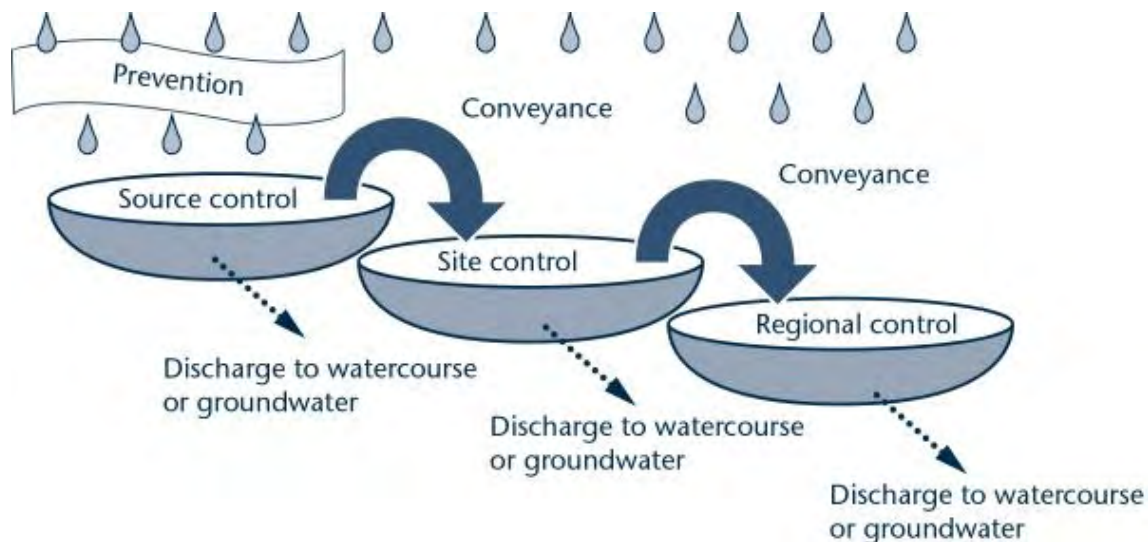 Prevention
Conveyance
Conveyance
Source control
Site control
Regional control
Discharge to watercourse
or groundwater
Discharge to watercourse
or groundwater
Discharge to watercourse
or groundwater